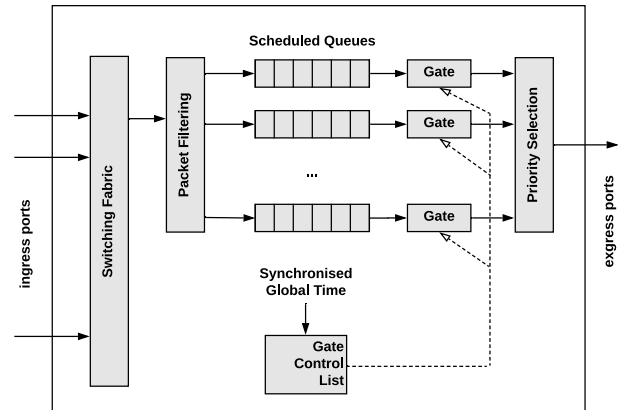 Scheduled Queues
Gate
Gate
...
Gate
ingress ports
Switching Fabric
Packet Filtering
Priority Selection
exgress ports
Synchronised
Global Time
Gate
Control
List